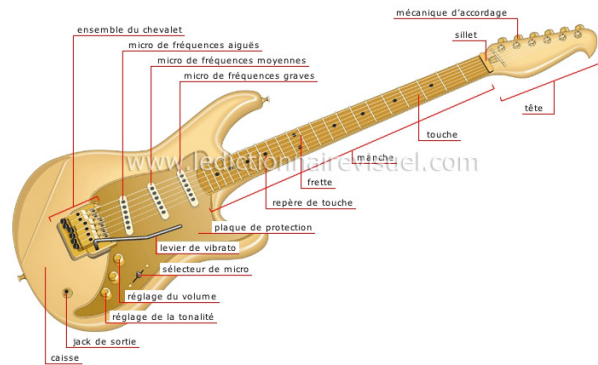 mécanique d'accordage
ensemble du chevalet
sillet
micro de fréquences aiguës
micro de fréquences moyennes
micro de fréquences graves
tête
touche
www.ledictionnairevisuel.com
manche
frette
repère de touche
plaque de protection
levier de vibrato
sélecteur de micro
réglage du volume
réglage de la tonalité
jack de sortie
caisse